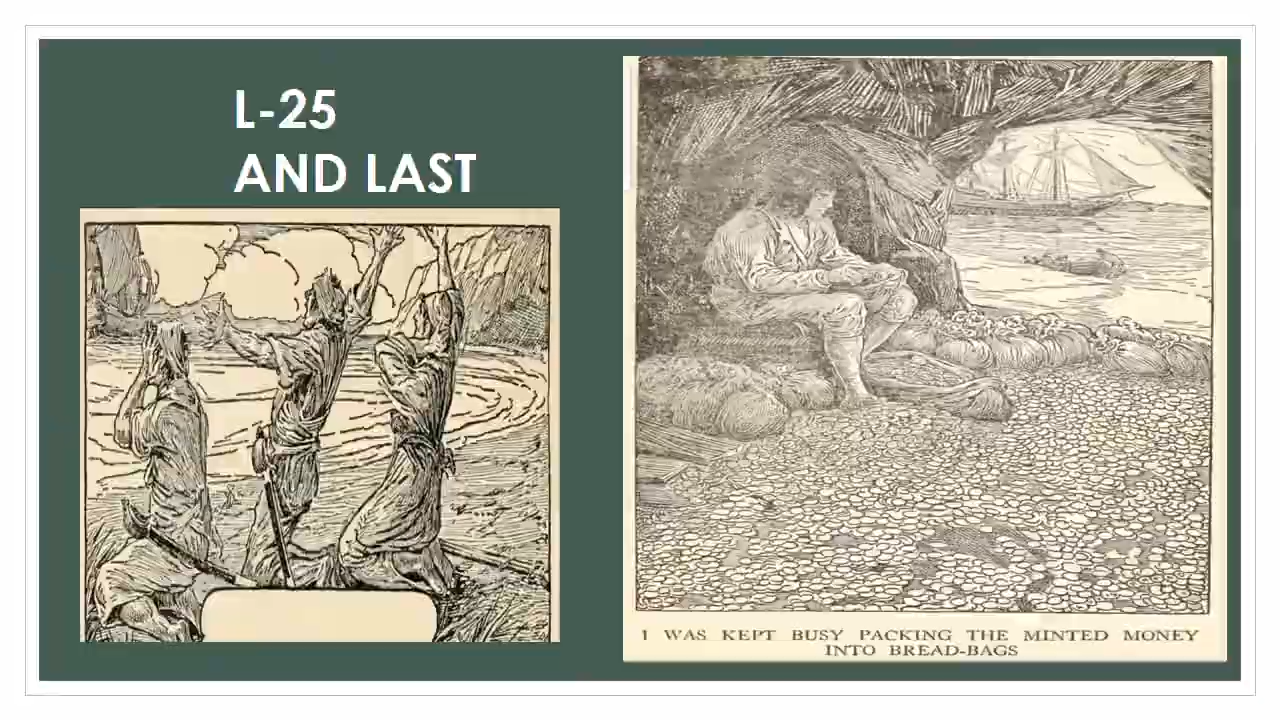 L-25
AND LAST
I WAS KEPT BUSY PACKING THE MINTED MONEY
INTO BREAD-BAGS